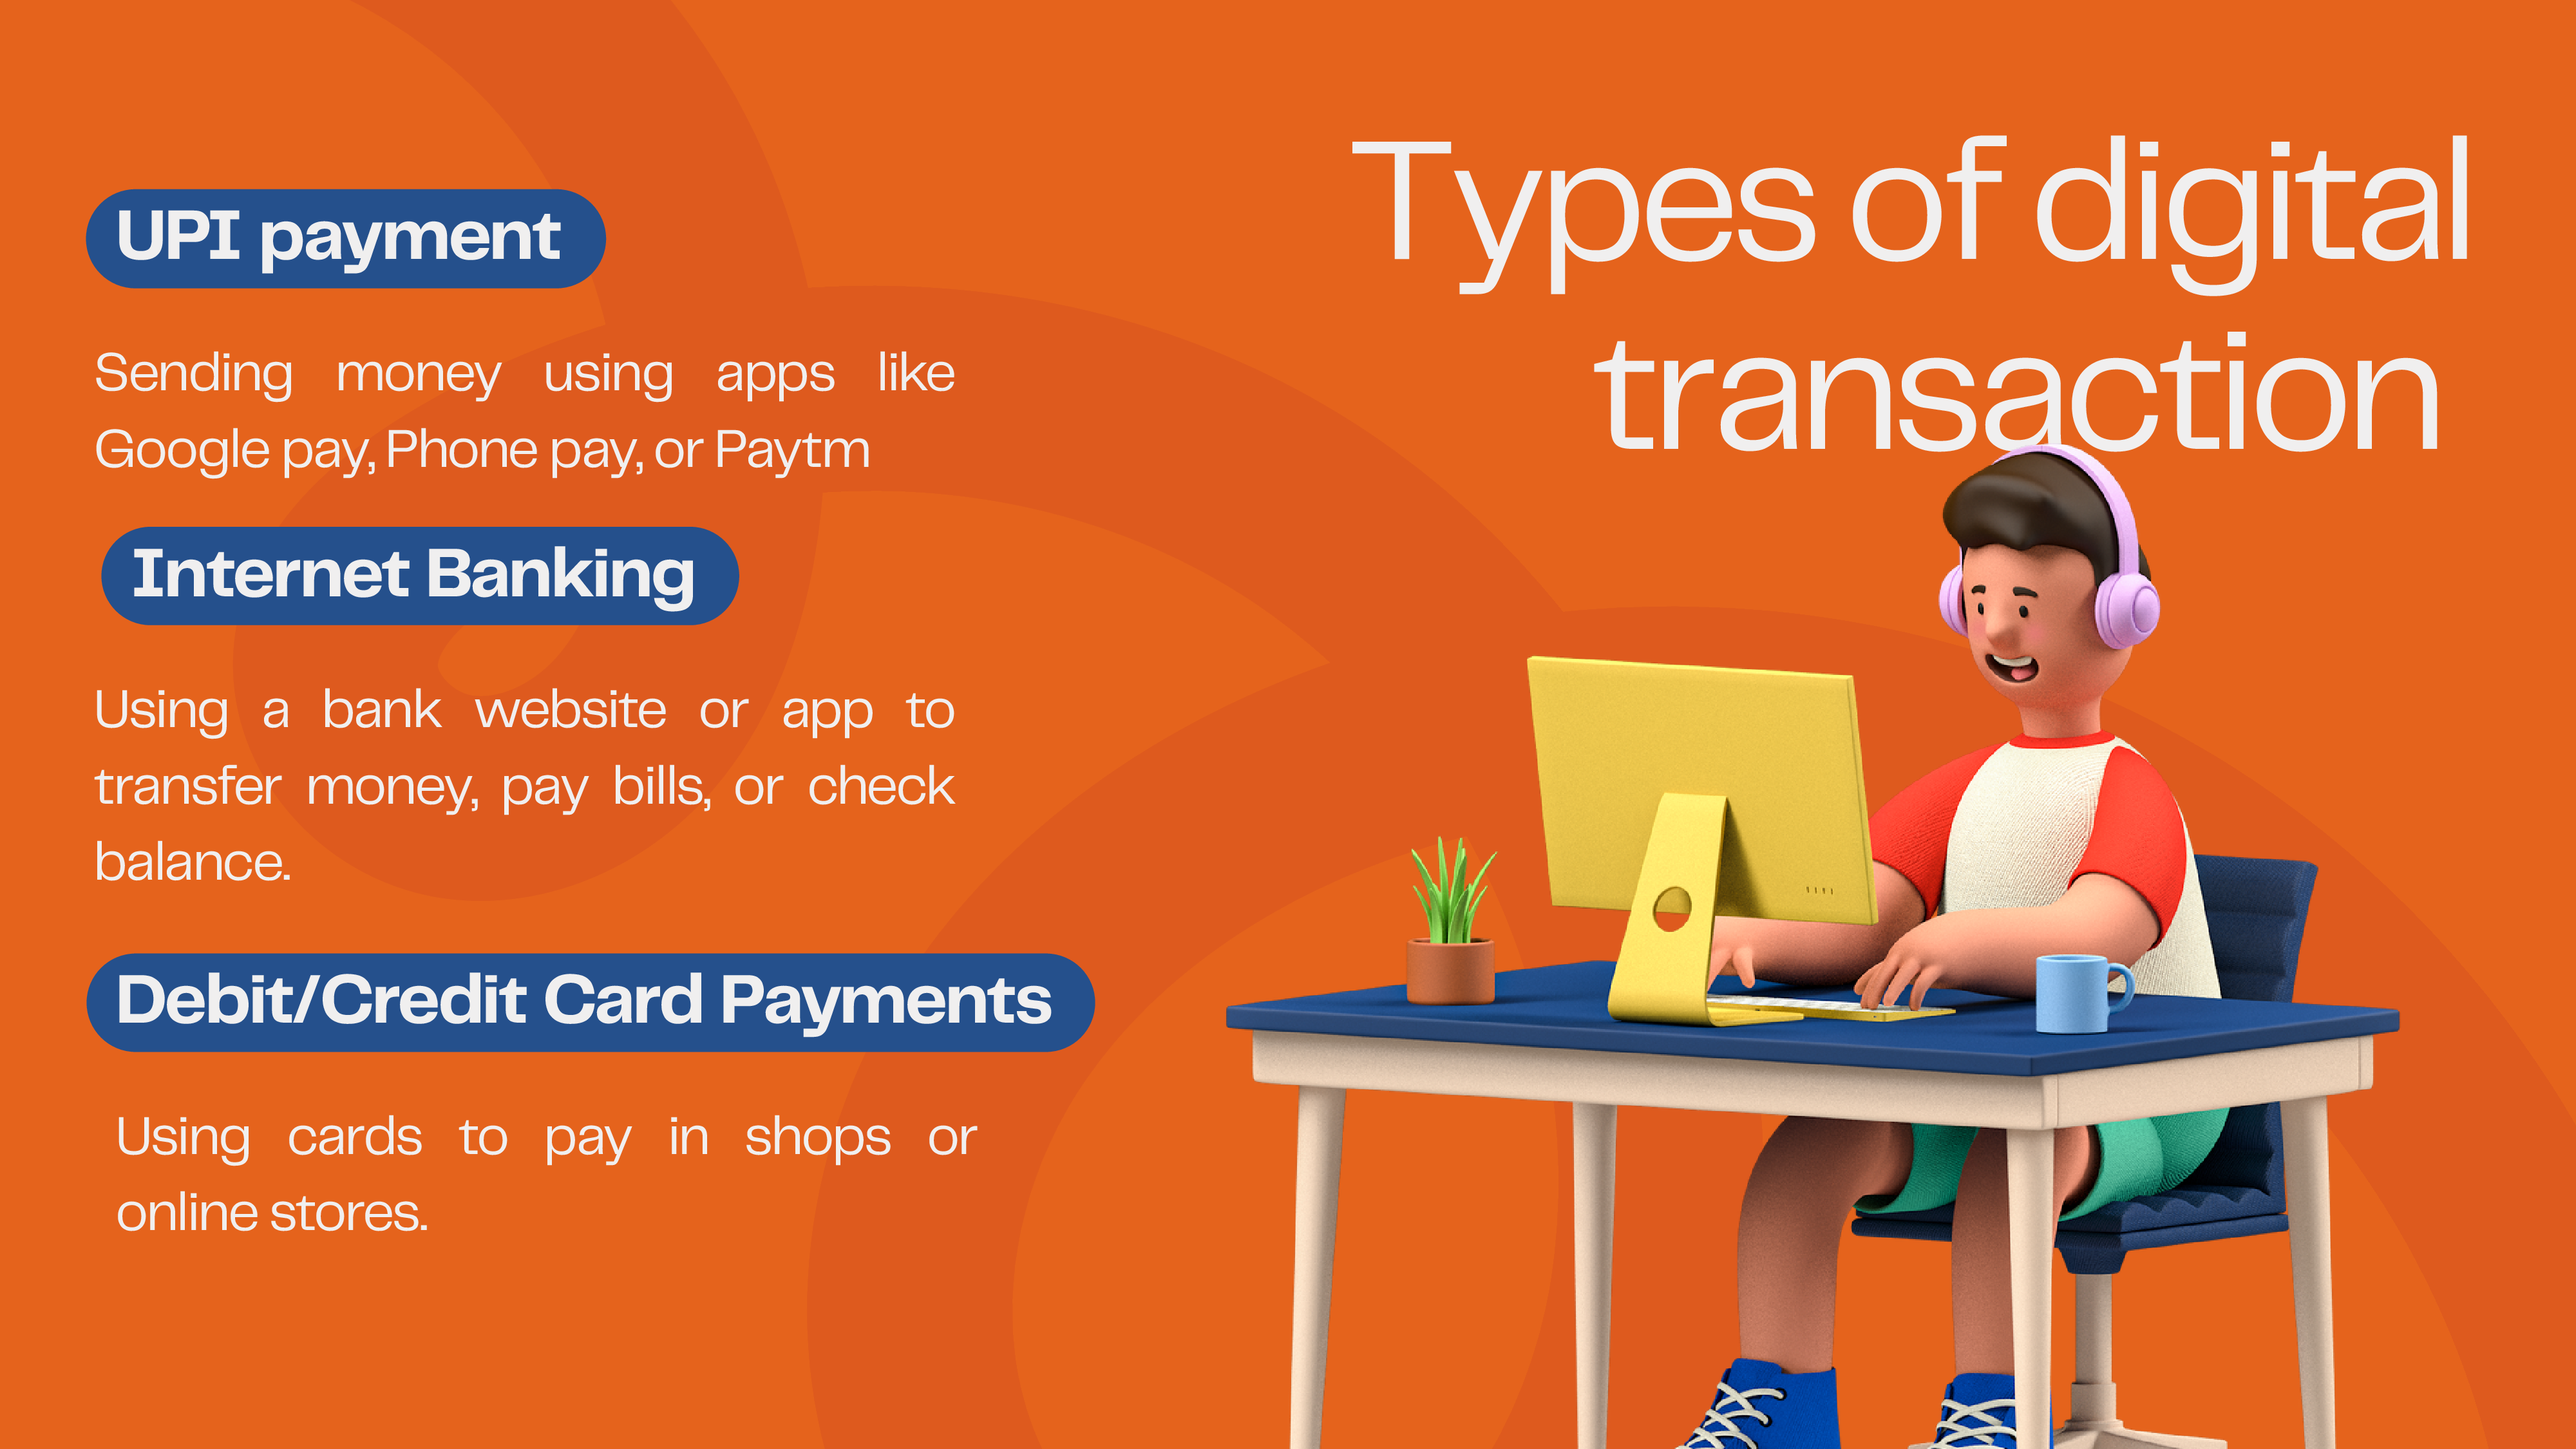 Types of digital
transaction
UPI payment
Sending money using apps like
Google pay, Phone pay, or Paytm
Internet Banking
Using a bank website or app to
transfer money, pay bills, or check
balance.
Debit/Credit Card Payments
Using cards to pay in shops or
online stores.